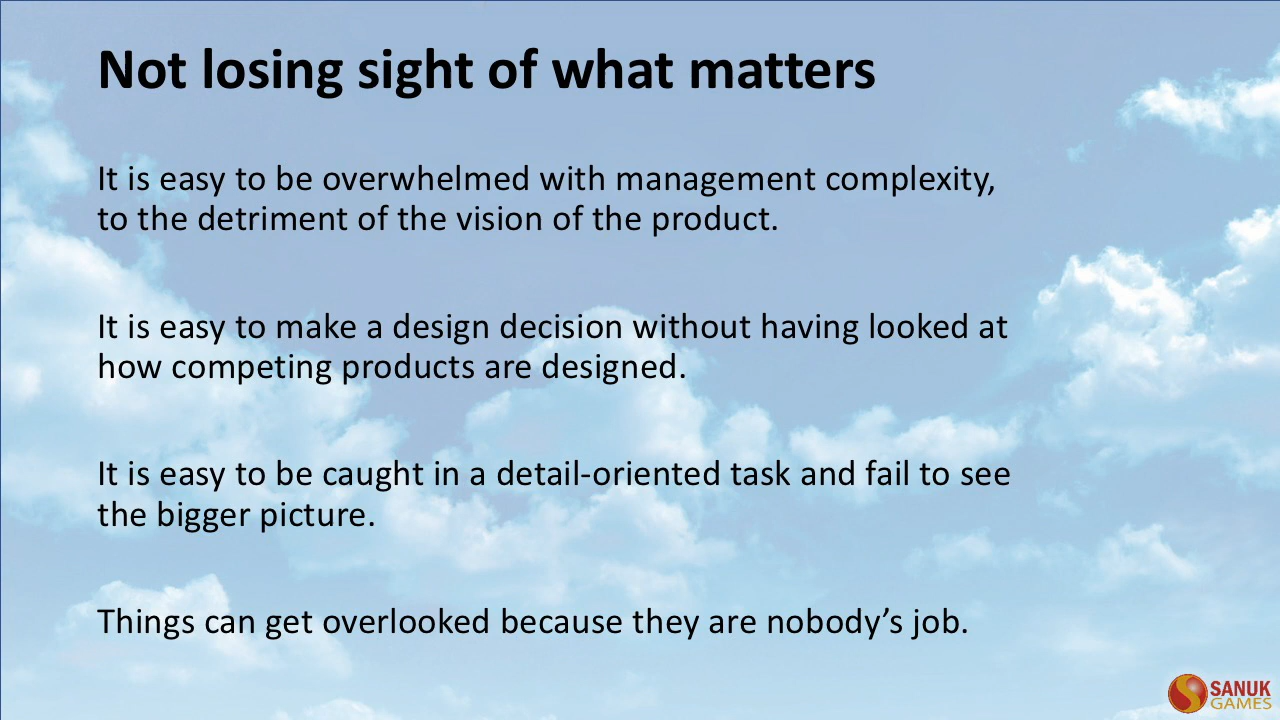 Not losing sight of what matters
It is easy to be overwhelmed with management complexity,
to the detriment of the vision of the product.
It is easy to make a design decision without having looked at
how competing products are designed.
It is easy to be caught in a detail-oriented task and fail to see
the bigger picture.
Things can get overlooked because they are nobody’s job.
SANUK
GAMES